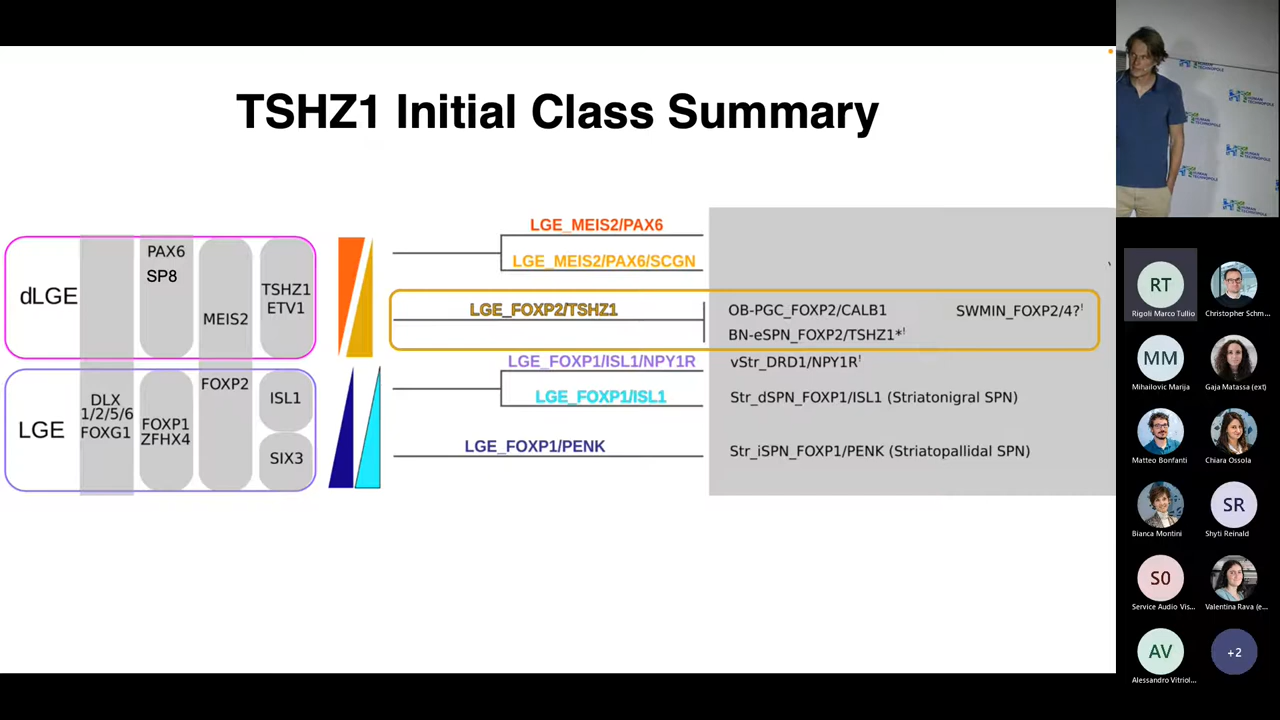 TSHZ1 Initial Class Summary
dLGE
PAX6
SP8
MEIS2
TSHZ1
ETV1
LGE
DLX
1/2/5/6
FOXG1
FOXP1
ZFHX4
FOXP2
ISL1
SIX3
LGE_MEIS2/PAX6
LGE_MEIS2/PAX6/SCGN
LGE_FOXP2/TSHZ1
OB-PGC_FOXP2/CALB1
SWMIN_FOXP2/4?!
BN-eSPN_FOXP2/TSHZ1*!
LGE_FOXP1/ISL1/NPY1R
vStr_DRD1/NPY1R!
LGE_FOXP1/ISL1
Str_dSPN_FOXP1/ISL1 (Striatonigral SPN)
LGE_FOXP1/PENK
Str_iSPN_FOXP1/PENK (Striatopallidal SPN)
HUMAN
TECHNOPOLE
RT
Rigoli Marco Tullio
Christopher Schm...
MM
Mihailovic Marija
Gaja Matassa (ext)
Matteo Bonfanti
Chiara Ossola
Bianca Montini
SR
Shyti Reinald
S0
Service Audio Vis...
Valentina Rava (e...
AV
Alessandro Vitriol...
+2